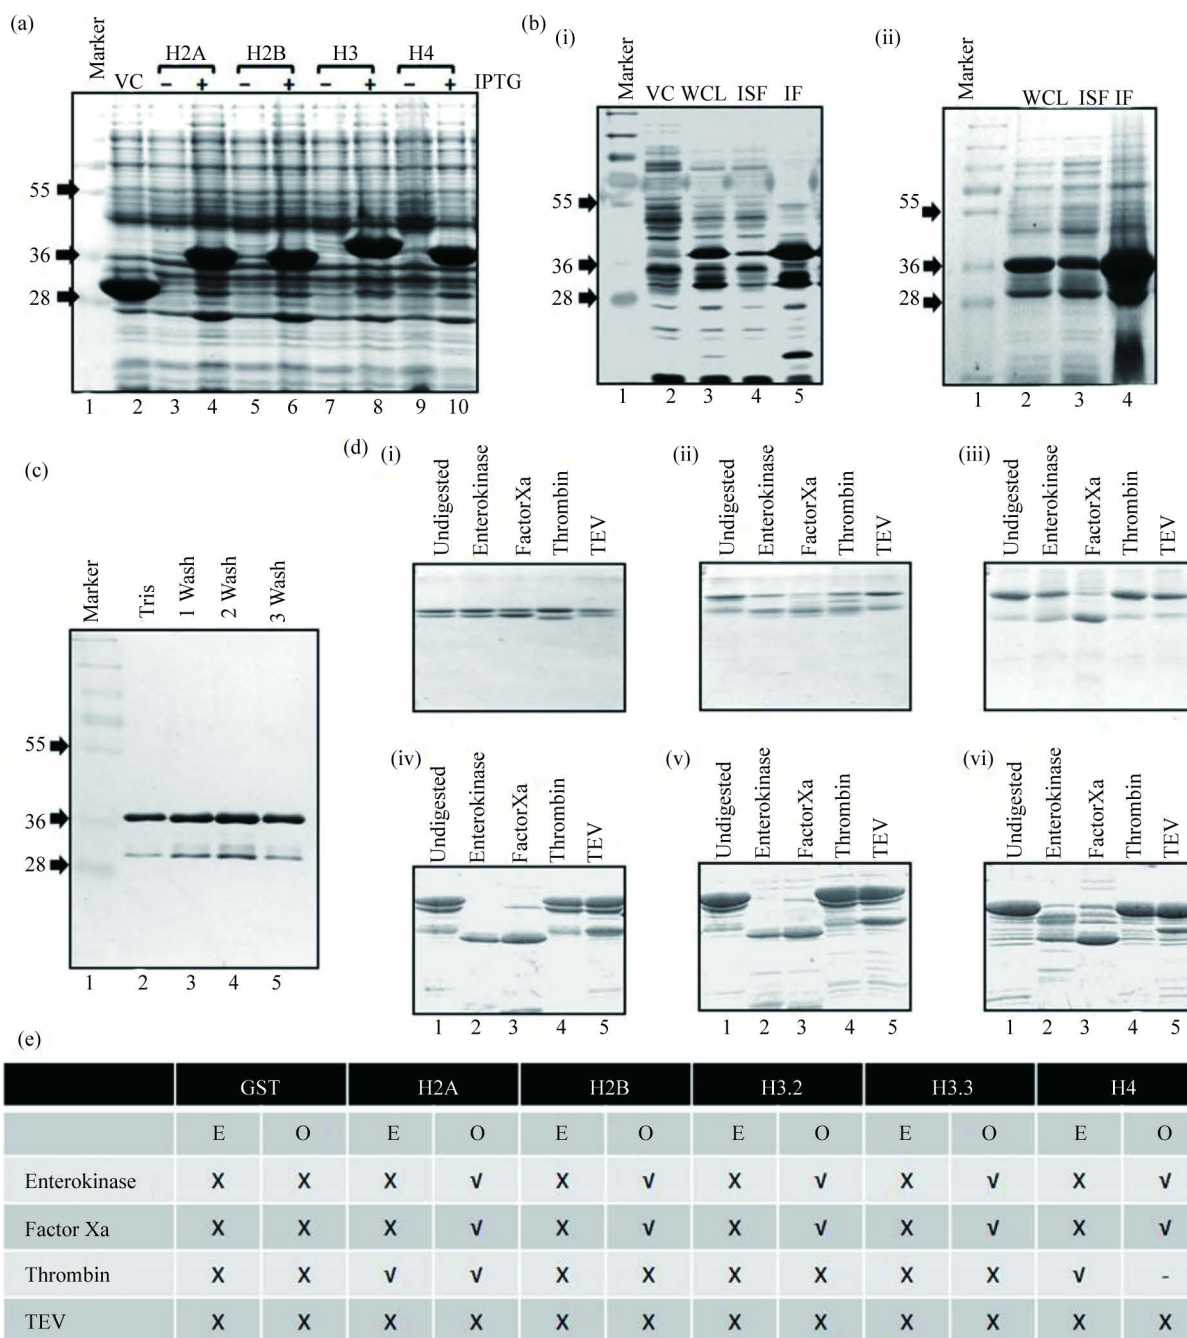 (a)
Marker
VC
H2A H2B H3 H4
– + – + – + – + IPTG
55
36
28
1 2 3 4 5 6 7 8 9 10
(b)
(i)
Marker
VC WCL ISF IF
55
36
28
1 2 3 4 5
(ii)
Marker
WCL ISF IF
55
36
28
1 2 3 4
(c)
Marker
Tris
1 Wash
2 Wash
3 Wash
55
36
28
1 2 3 4 5
(d)
(i)
Undigested
Enterokinase
FactorXa
Thrombin
TEV
(ii)
Undigested
Enterokinase
FactorXa
Thrombin
TEV
(iii)
Undigested
Enterokinase
FactorXa
Thrombin
TEV
(iv)
Undigested
Enterokinase
FactorXa
Thrombin
TEV
1 2 3 4 5
(v)
Undigested
Enterokinase
FactorXa
Thrombin
TEV
1 2 3 4 5
(vi)
Undigested
Enterokinase
FactorXa
Thrombin
TEV
1 2 3 4 5
(e)
GST H2A H2B H3.2 H3.3 H4
E O E O E O E O E O E O
Enterokinase X X X √ X √ X √ X √ X √
Factor Xa X X X √ X √ X √ X √ X √
Thrombin X X √ √ X X X X X X √ -
TEV X X X X X X X X X X X X